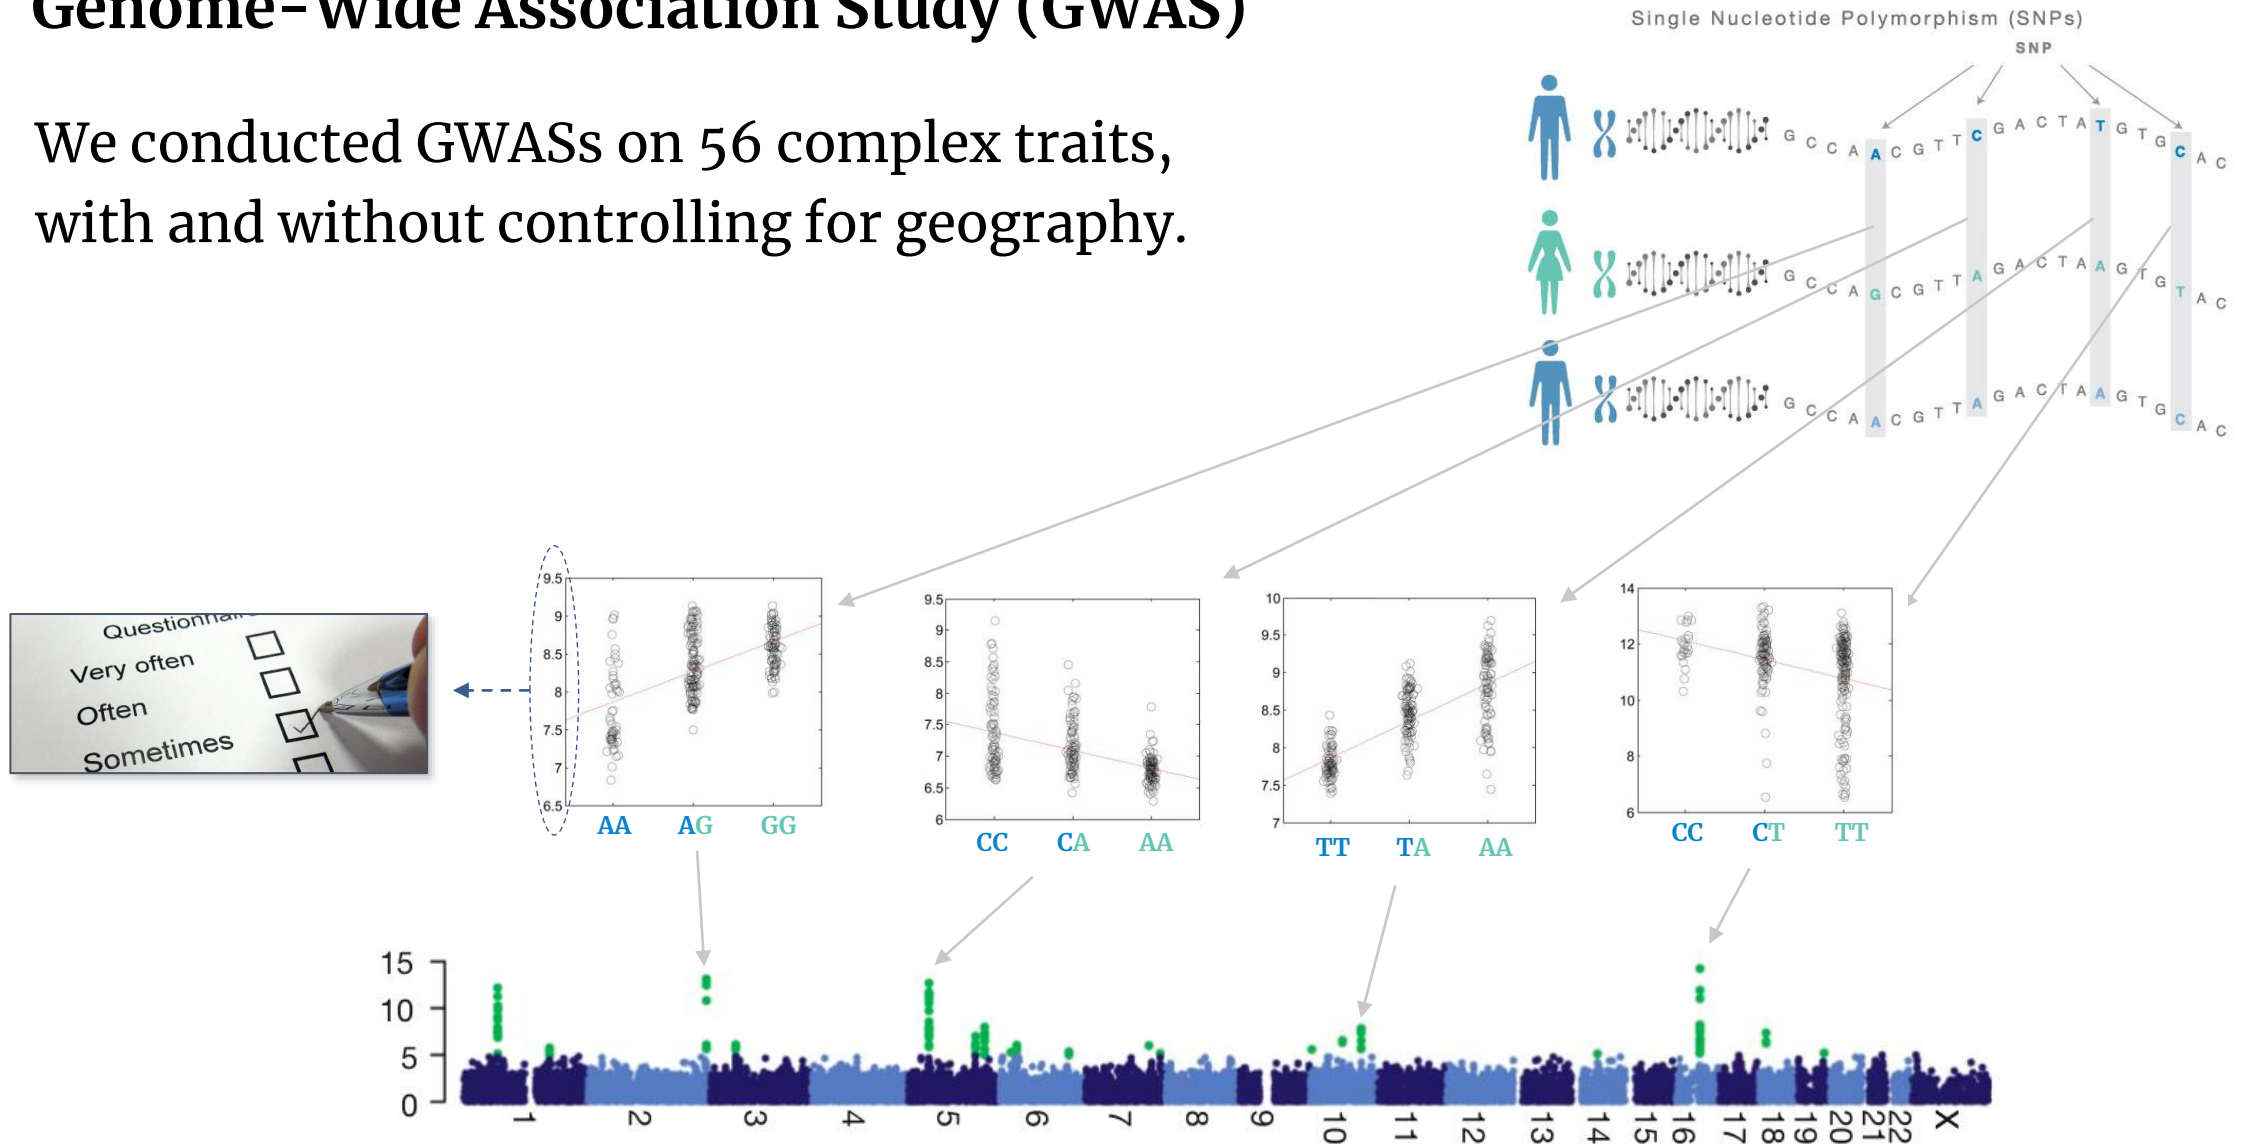 Genome-Wide Association Study (GWAS)
We conducted GWASs on 56 complex traits,
with and without controlling for geography.
Single Nucleotide Polymorphism (SNPs)
SNP
G C C A A C G T T C G A C T A T G T G C A C
G C C A G C G T T A G A C T A A G T G T A C
G C C A A C G T T A G A C T A A G T G C A C
Very often
Often
Sometimes
9.5
9
8.5
8
7.5
7
6.5
AA AG GG
9.5
9
8.5
8
7.5
7
6.5
6
CC CA AA
10
9.5
9
8.5
8
7.5
7
TT TA AA
14
12
10
8
6
CC CT TT
15
10
5
0
1 2 3 4 5 6 7 8 9 10 11 12 13 14 15 16 17 18 19 20 21 22 X